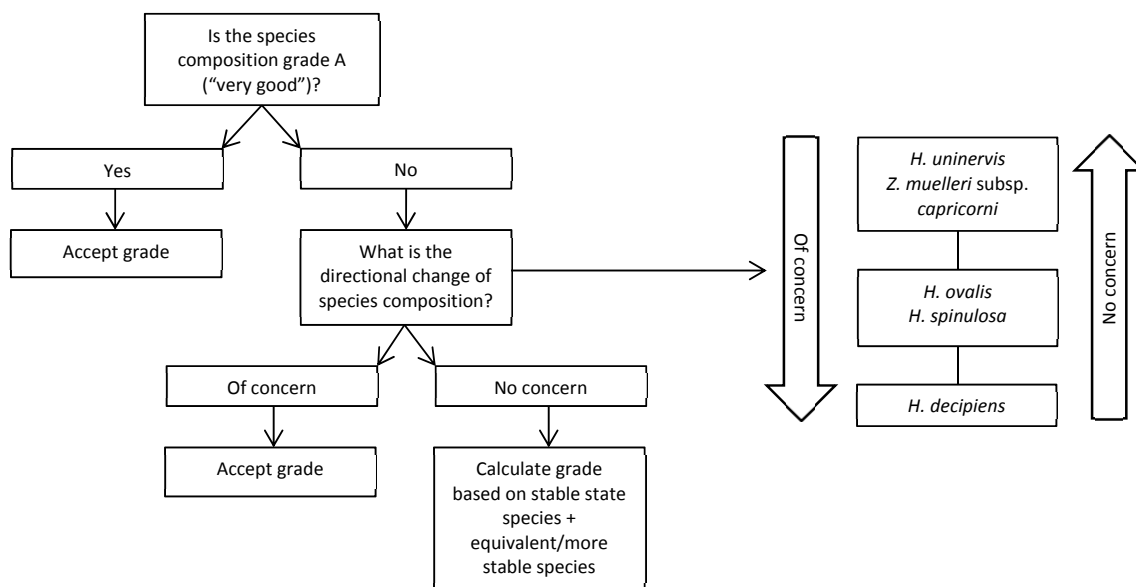 Is the species
composition grade A
(“very good”)?
Yes
No
Accept grade
What is the
directional change of
species composition?
Of concern
No concern
Accept grade
Calculate grade
based on stable state
species +
equivalent/more
stable species
Of concern
H. uninervis
Z. muelleri subsp.
capricorni
H. ovalis
H. spinulosa
H. decipiens
No concern